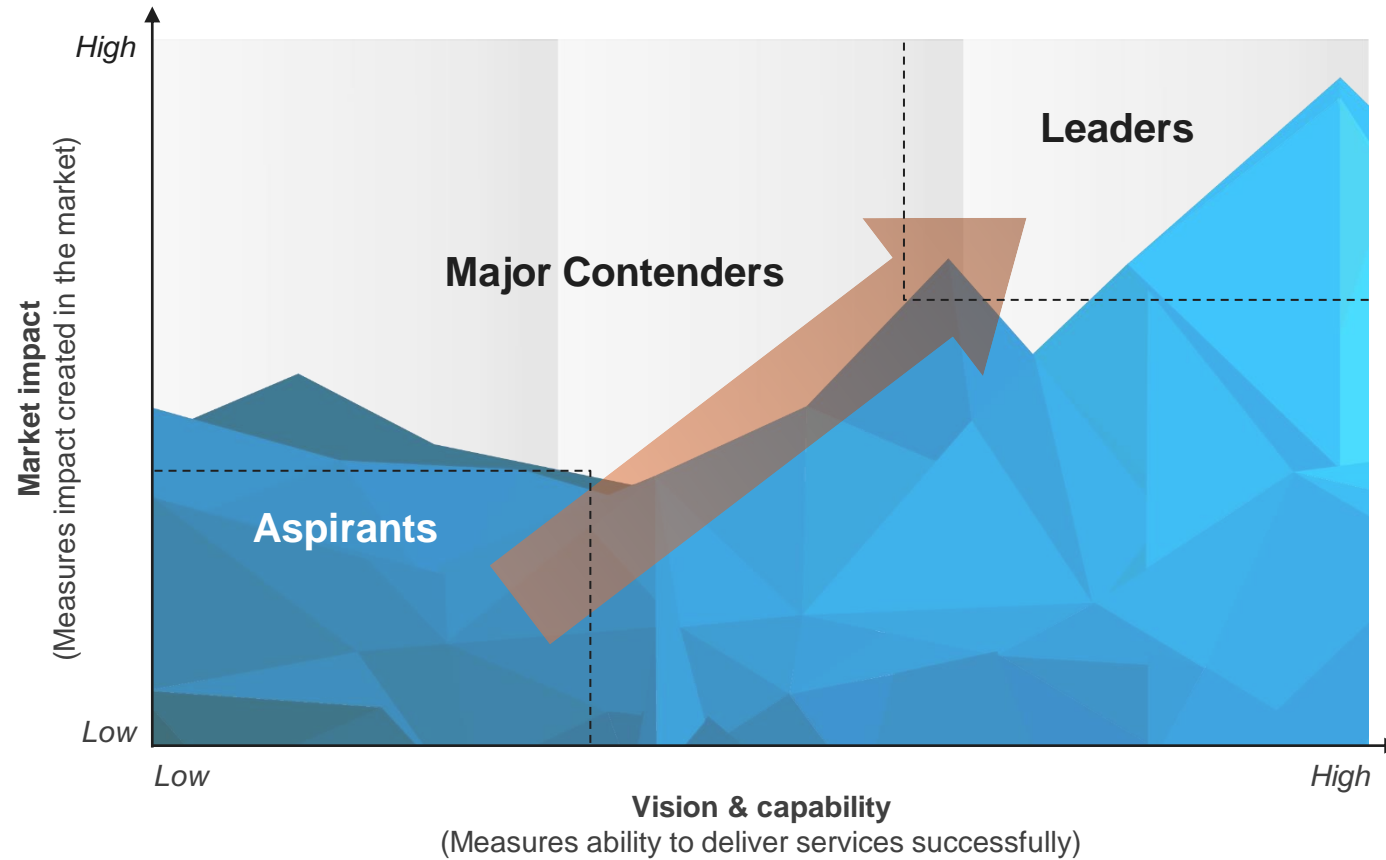 High
Leaders
Major Contenders
Market impact
(Measures impact created in the market)
Aspirants
Low
Low
High
Vision & capability
(Measures ability to deliver services successfully)